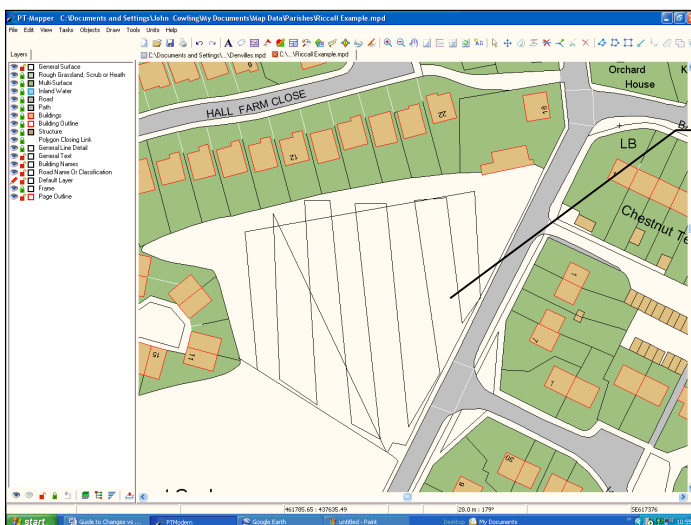 PT-Mapper C:\Documents and Settings\John Cowling\My Documents\Map Data\Parishes\Riccall Example.mpd
File Edit View Tasks Objects Draw Tools Units Help
Layers
C:\Documents and Settings\...\Derwilles.mpd C:\...\Riccall Example.mpd
General Surface
Rough Grassland, Scrub or Heath
Multi-Surface
Inland Water
Road
Path
Buildings
Building Outline
Structure
Polygon Closing Link
General Line Detail
General Text
Building Names
Road Name Or Classification
Default Layer
Frame
Page Outline
Orchard
House
HALL FARM CLOSE
22
18
12
LB
Chestnut Te
1
7
15
11
1
30
8
461785.65 : 437635.49
28.0 m : 179°
SE617376
start
Guide to Changes vs ...
PTModern
Google Earth
untitled - Paint
Desktop
My Documents